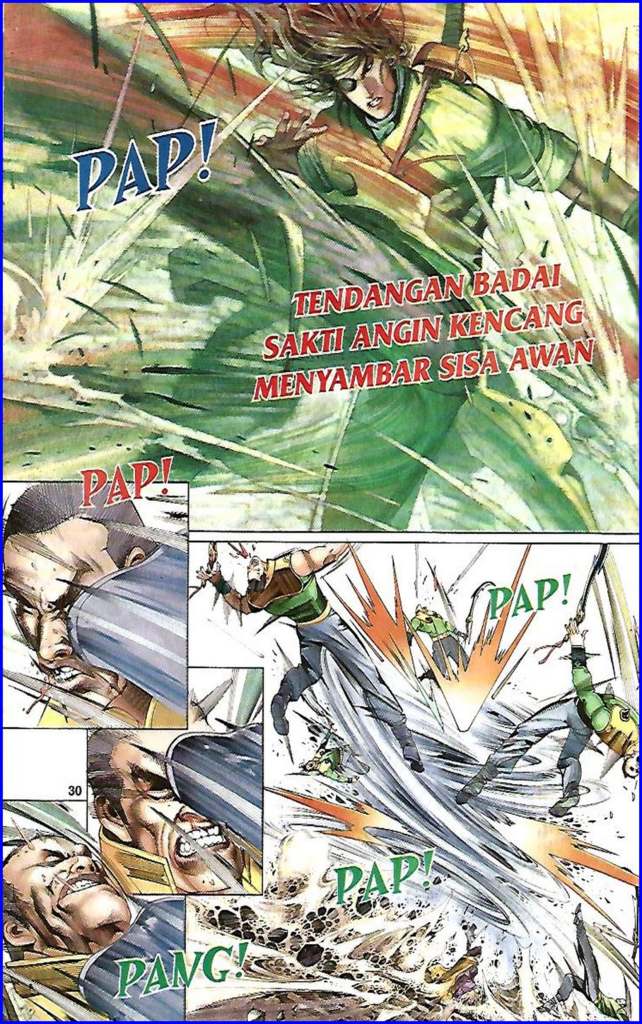 PAP!
TENDANGAN BADAI
SAKTI ANGIN KENCANG
MENYAMBAR SISA AWAN
PAP!
PAP!
30
PAP!
PANG!